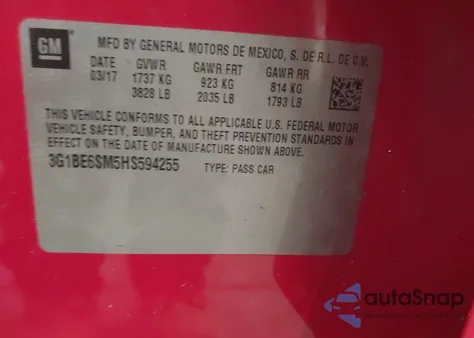 GM
MFD BY GENERAL MOTORS DE MEXICO, S. DE R.L. DE C.V.
DATE GVWR GAWR FRT GAWR RR
03/17 1737 KG 923 KG 814 KG
3828 LB 2035 LB 1793 LB
THIS VEHICLE CONFORMS TO ALL APPLICABLE U.S. FEDERAL MOTOR
VEHICLE SAFETY, BUMPER, AND THEFT PREVENTION STANDARDS IN
EFFECT ON THE DATE OF MANUFACTURE SHOWN ABOVE.
3G1BE6SM5HS594255 TYPE: PASS CAR
autoSnap